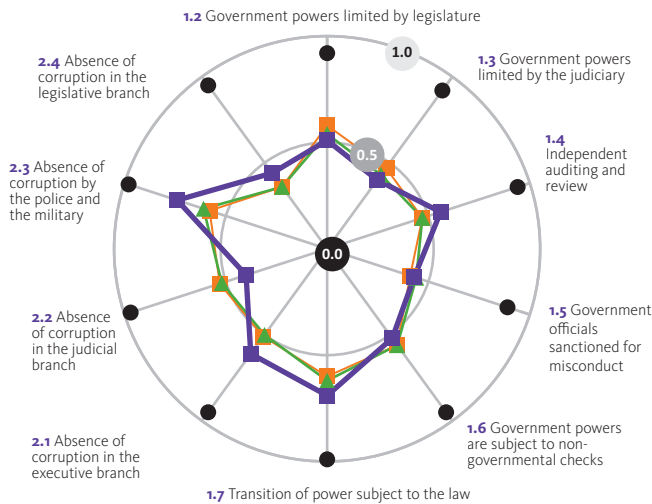 1.2 Government powers limited by legislature
1.0
1.3 Government powers
limited by the judiciary
2.4 Absence of
corruption in the
legislative branch
1.4
Independent
auditing and
review
0.5
2.3 Absence of
corruption by
the police and
the military
0.0
2.2 Absence
of corruption
in the judicial
branch
1.5 Government
officials
sanctioned for
misconduct
2.1 Absence of
corruption in the
executive branch
1.6 Government powers
are subject to non-
governmental checks
1.7 Transition of power subject to the law